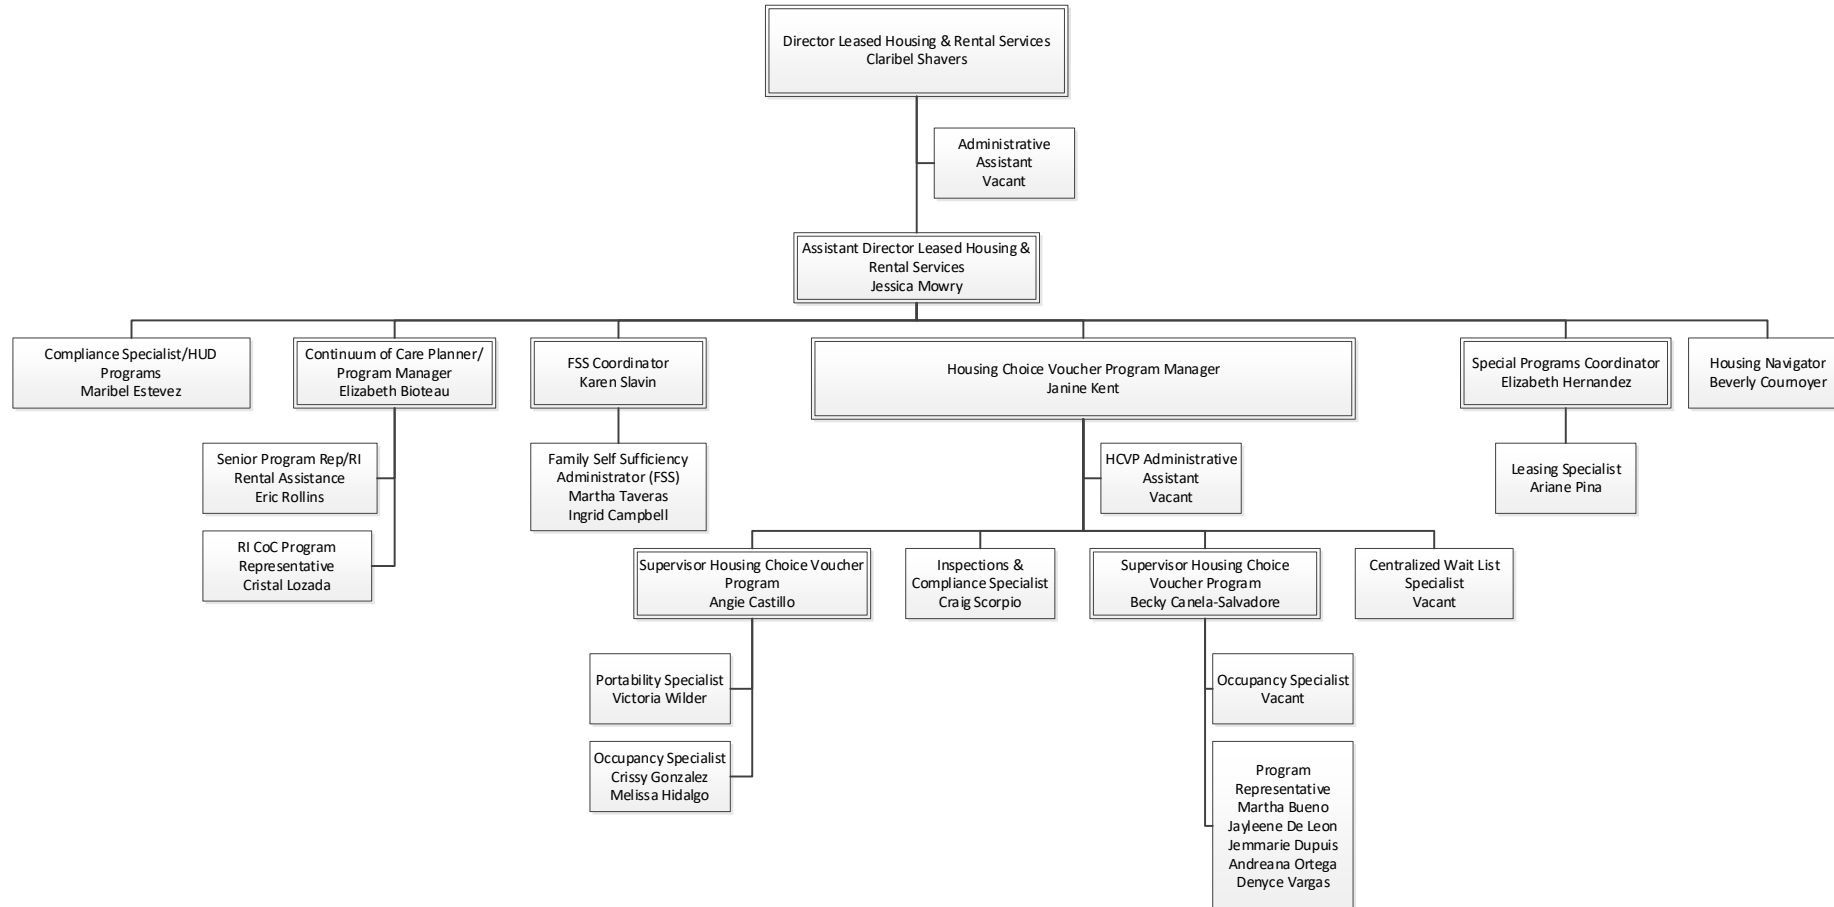 Director Leased Housing & Rental Services
Claribel Shavers
Administrative
Assistant
Vacant
Assistant Director Leased Housing &
Rental Services
Jessica Mowry
Compliance Specialist/HUD
Programs
Maribel Estevez
Continuum of Care Planner/
Program Manager
Elizabeth Bioteau
FSS Coordinator
Karen Slavin
Housing Choice Voucher Program Manager
Janine Kent
Special Programs Coordinator
Elizabeth Hernandez
Housing Navigator
Beverly Cournoyer
Senior Program Rep/RI
Rental Assistance
Eric Rollins
Family Self Sufficiency
Administrator (FSS)
Martha Taveras
Ingrid Campbell
HCVP Administrative
Assistant
Vacant
Leasing Specialist
Ariane Pina
RI CoC Program
Representative
Cristal Lozada
Supervisor Housing Choice Voucher
Program
Angie Castillo
Inspections &
Compliance Specialist
Craig Scorpio
Supervisor Housing Choice
Voucher Program
Becky Canela-Salvadore
Centralized Wait List
Specialist
Vacant
Portability Specialist
Victoria Wilder
Occupancy Specialist
Vacant
Occupancy Specialist
Crissy Gonzalez
Melissa Hidalgo
Program
Representative
Martha Bueno
Jayleene De Leon
Jemmarie Dupuis
Andreana Ortega
Denyce Vargas